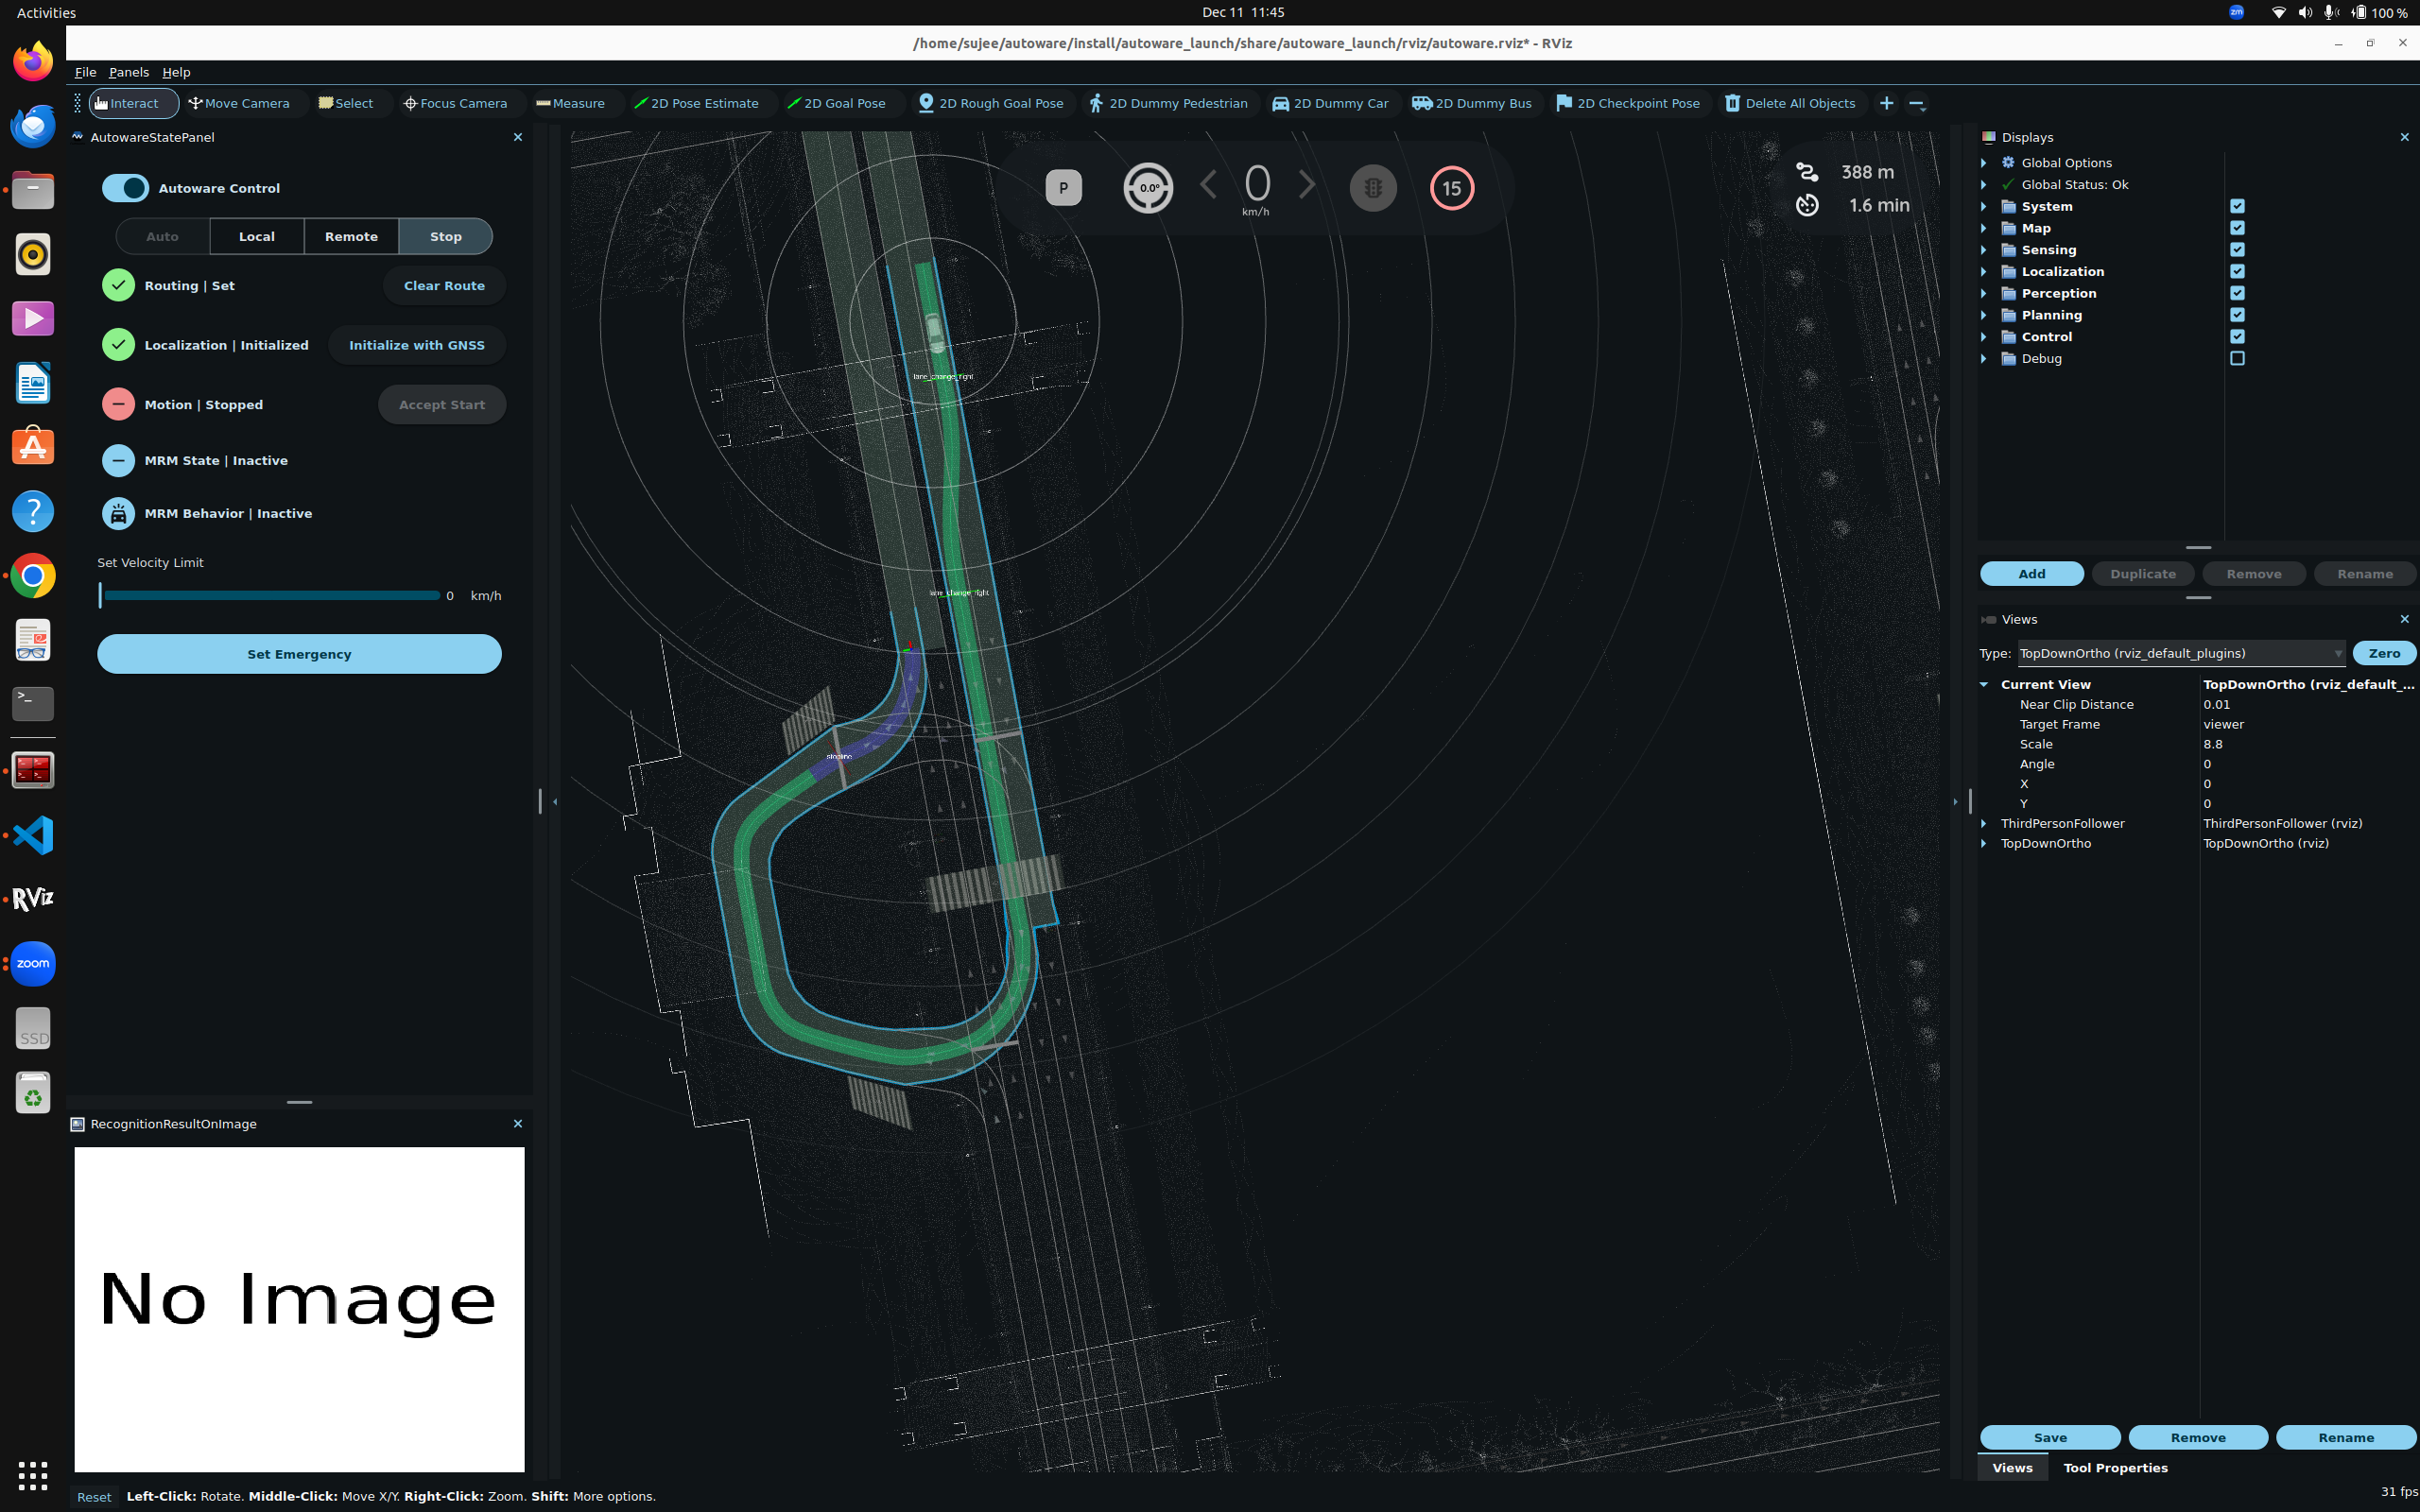 Activities
Dec 11 11:45
zm
100 %
/home/sujee/autoware/install/autoware_launch/share/autoware_launch/rviz/autoware.rviz* - RViz
File Panels Help
Interact Move Camera Select Focus Camera Measure 2D Pose Estimate 2D Goal Pose 2D Rough Goal Pose 2D Dummy Pedestrian 2D Dummy Car 2D Dummy Bus 2D Checkpoint Pose Delete All Objects
AutowareStatePanel
Autoware Control
Auto Local Remote Stop
Routing | Set Clear Route
Localization | Initialized Initialize with GNSS
Motion | Stopped Accept Start
MRM State | Inactive
MRM Behavior | Inactive
Set Velocity Limit
0 km/h
Set Emergency
RecognitionResultOnImage
No Image
P
0.0°
0
km/h
15
388 m
1.6 min
lane_change_right
lane_change_right
stopline
Displays
Global Options
Global Status: Ok
System
Map
Sensing
Localization
Perception
Planning
Control
Debug
Add Duplicate Remove Rename
Views
Type: TopDownOrtho (rviz_default_plugins) Zero
Current View TopDownOrtho (rviz_default_...
Near Clip Distance 0.01
Target Frame viewer
Scale 8.8
Angle 0
X 0
Y 0
ThirdPersonFollower ThirdPersonFollower (rviz)
TopDownOrtho TopDownOrtho (rviz)
Save Remove Rename
Views Tool Properties
RViz
zoom
SSD
Reset Left-Click: Rotate. Middle-Click: Move X/Y. Right-Click: Zoom. Shift: More options.
31 fps